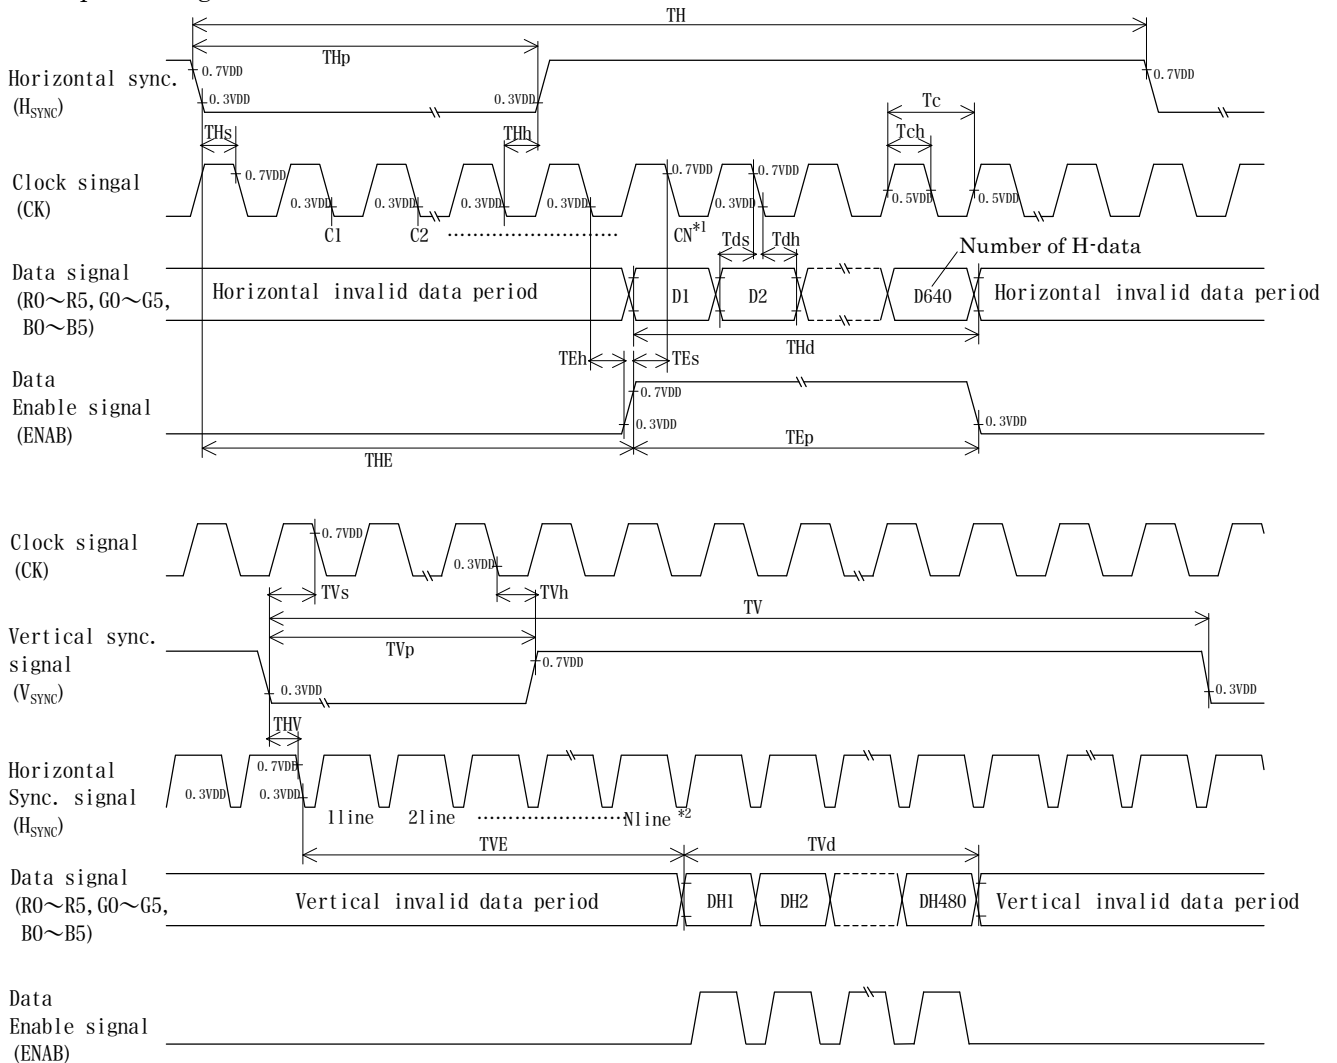 TH
THp
Horizontal sync.
(HSYNC)
0.7VDD
0.3VDD
0.3VDD
0.7VDD
THs
THh
Tc
Tch
Clock singal
(CK)
0.7VDD
0.3VDD
0.3VDD
0.3VDD
0.3VDD
0.7VDD
0.3VDD
0.7VDD
0.5VDD
0.5VDD
C1
C2
CN*1
Tds
Tdh
Number of H-data
Data signal
(R0～R5, G0～G5,
B0～B5)
Horizontal invalid data period
D1
D2
D640
Horizontal invalid data period
THd
TEh
TEs
Data
Enable signal
(ENAB)
0.7VDD
0.3VDD
0.3VDD
THE
TEp
Clock signal
(CK)
0.7VDD
0.3VDD
TVs
TVh
TV
Vertical sync.
signal
(VSYNC)
TVp
0.7VDD
0.3VDD
0.3VDD
THV
Horizontal
Sync. signal
(HSYNC)
0.7VDD
0.3VDD
0.3VDD
1line
2line
Nline *2
TVE
TVd
Data signal
(R0～R5, G0～G5,
B0～B5)
Vertical invalid data period
DH1
DH2
DH480
Vertical invalid data period
Data
Enable signal
(ENAB)